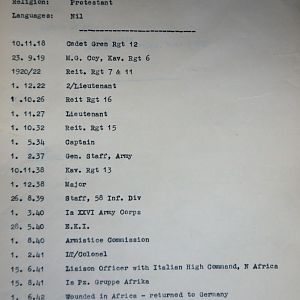 Religion: Protestant
Languages: Nil
10.11.18 Cadet Gren Rgt 12
23. 9.19 M.G. Coy, Kav. Rgt 6
1920/22 Reit. Rgt 7 & 11
1. 12.22 2/Lieutenant
1 .10.26 Reit Rgt 16
1. 11.27 Lieutenant
1. 10.32 Reit. Rgt 15
1. 5.34 Captain
1. 2.37 Gen. Staff, Army
10.11.38 Kav. Rgt 13
1. 12.38 Major
26. 8.39 Staff, 58 Inf. Div
1. 3.40 Ia XXVI Army Corps
28. 5.40 E.K.I.
1. 8.40 Armistice Commission
1. 2.41 Lt/Colonel
15. 6.41 Liaison Officer with Italian High Command, N Africa
15. 8.41 Ia Pz. Gruppe Afrika
1. 6.42 Wounded in Africa - returned to Germany